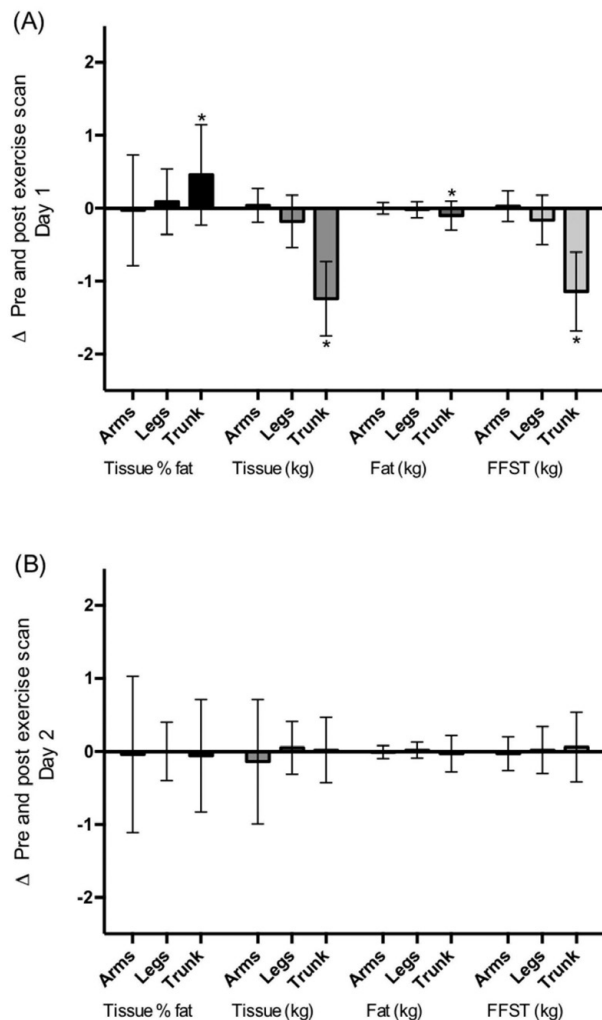 (A)
2
1
0
-1
-2
Δ Pre and post exercise scan
Day 1
*
*
*
*
Arms Legs Trunk Arms Legs Trunk Arms Legs Trunk Arms Legs Trunk
Tissue % fat Tissue (kg) Fat (kg) FFST (kg)
(B)
2
1
0
-1
-2
Δ Pre and post exercise scan
Day 2
Arms Legs Trunk Arms Legs Trunk Arms Legs Trunk Arms Legs Trunk
Tissue % fat Tissue (kg) Fat (kg) FFST (kg)